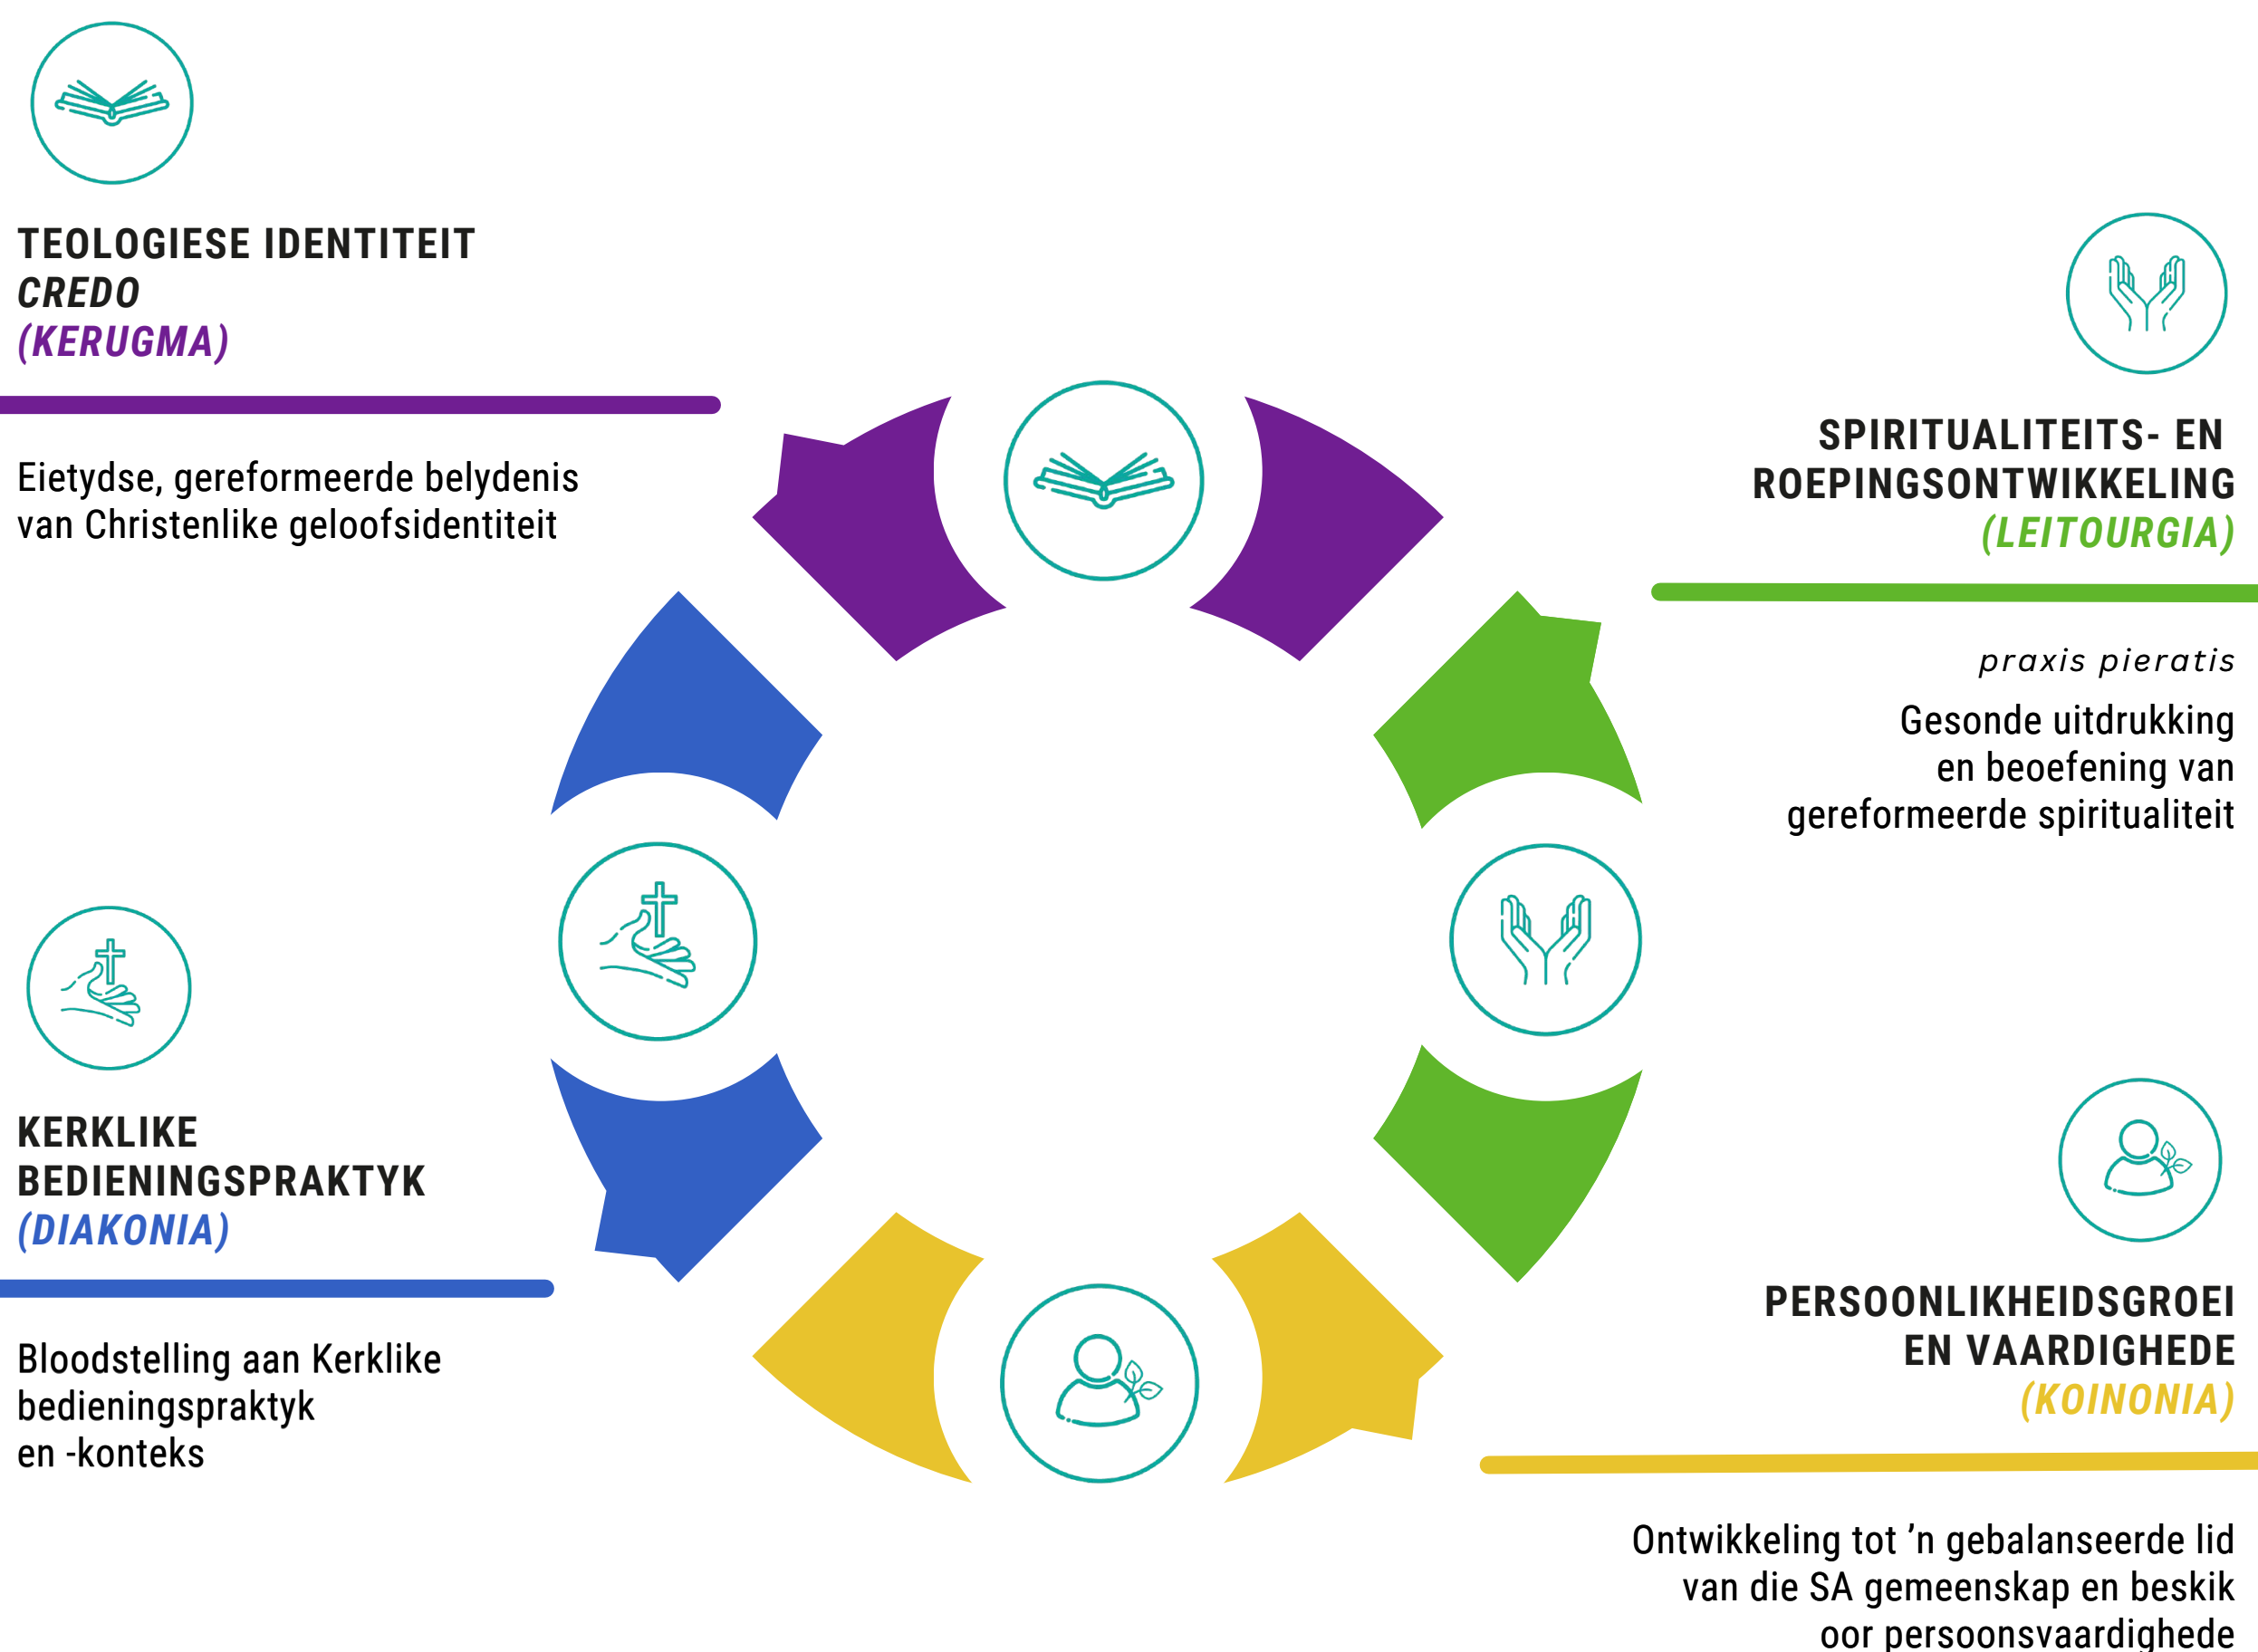 TEOLOGIESE IDENTITEIT
CREDO
(KERUGMA)
Eietydse, gereformeerde belydenis
van Christenlike geloofsidentiteit
SPIRITUALITEITS- EN
ROEPINGSONTWIKKELING
(LEITOURGIA)
praxis pieratis
Gesonde uitdrukking
en beoefening van
gereformeerde spiritualiteit
KERKLIKE
BEDIENINGSPRAKTYK
(DIAKONIA)
Bloodstelling aan Kerklike
bedieningspraktyk
en -konteks
PERSOONLIKHEIDSGROEI
EN VAARDIGHEDE
(KOINONIA)
Ontwikkeling tot ’n gebalanseerde lid
van die SA gemeenskap en beskik
oor persoonsvaardighede